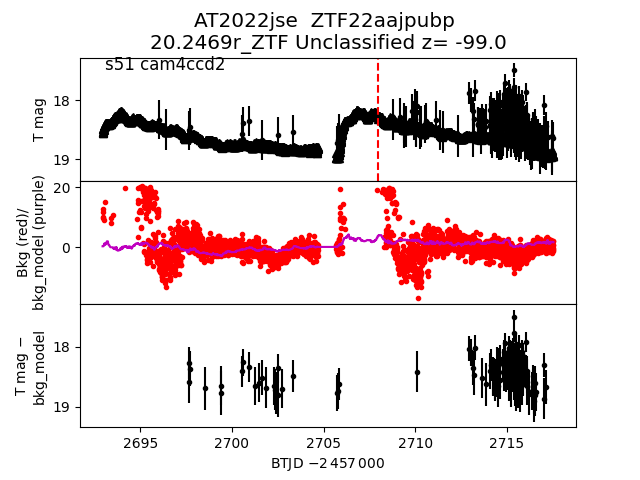 AT2022jse  ZTF22aajpubp
20.2469r_ZTF Unclassified z= -99.0
s51 cam4ccd2
T mag
18
19
Bkg (red)/
bkg_model (purple)
20
0
T mag −
bkg_model
18
19
2695 2700 2705 2710 2715
BTJD −2 457 000